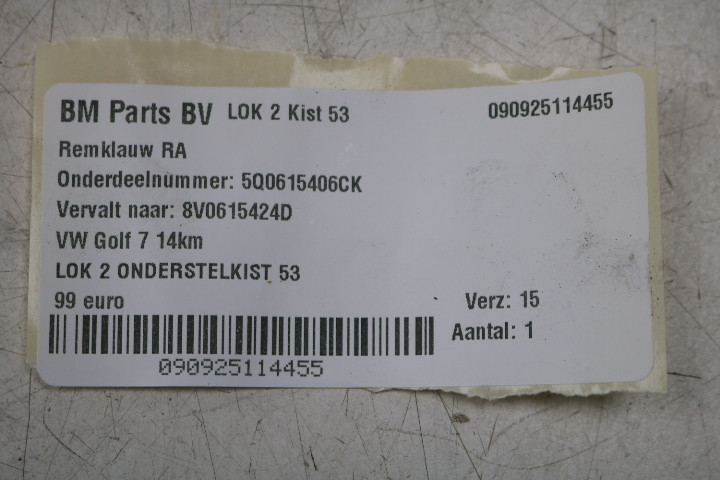 BM Parts BV LOK 2 Kist 53 090925114455
Remklauw RA
Onderdeelnummer: 5Q0615406CK
Vervalt naar: 8V0615424D
VW Golf 7 14km
LOK 2 ONDERSTELKIST 53
99 euro Verz: 15
Aantal: 1
090925114455